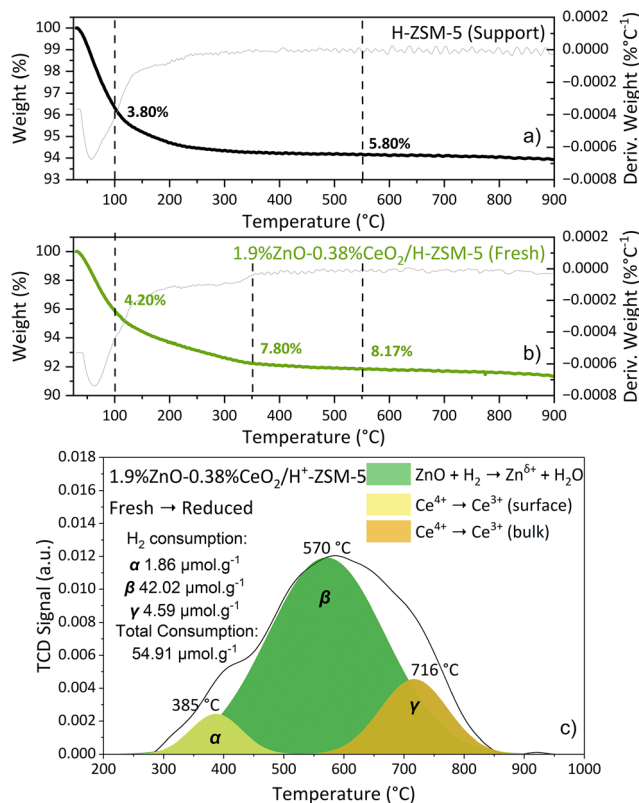 H-ZSM-5 (Support)
3.80%
5.80%
a)
Weight (%)
100
99
98
97
96
95
94
93
0.0002
0.0000
−0.0002
−0.0004
−0.0006
−0.0008
Deriv. Weight (%°C⁻¹)
100 200 300 400 500 600 700 800 900
Temperature (°C)
1.9%ZnO-0.38%CeO₂/H-ZSM-5 (Fresh)
4.20%
7.80%
8.17%
b)
Weight (%)
100
98
96
94
92
90
0.0002
0.0000
−0.0002
−0.0004
−0.0006
−0.0008
Deriv. Weight (%°C⁻¹)
100 200 300 400 500 600 700 800 900
Temperature (°C)
1.9%ZnO-0.38%CeO₂/H⁺-ZSM-5
Fresh → Reduced
H₂ consumption:
α 1.86 μmol.g⁻¹
β 42.02 μmol.g⁻¹
γ 4.59 μmol.g⁻¹
Total Consumption:
54.91 μmol.g⁻¹
ZnO + H₂ → Znᵟ⁺ + H₂O
Ce⁴⁺ → Ce³⁺ (surface)
Ce⁴⁺ → Ce³⁺ (bulk)
570 °C
β
716 °C
γ
385 °C
α
c)
TCD Signal (a.u.)
0.018
0.016
0.014
0.012
0.010
0.008
0.006
0.004
0.002
0.000
200 300 400 500 600 700 800 900 1000
Temperature (°C)